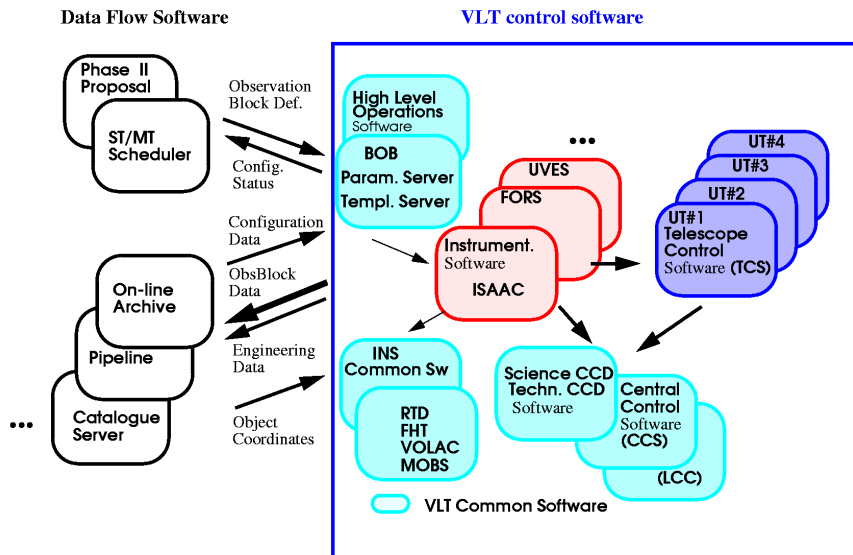 Data Flow Software
VLT control software
Phase II
Proposal
ST/MT
Scheduler
Observation
Block Def.
Config.
Status
High Level
Operations
Software
BOB
Param. Server
Templ. Server
...
UVES
FORS
Instrument.
Software
ISAAC
UT#4
UT#3
UT#2
UT#1
Telescope
Control
Software (TCS)
Configuration
Data
ObsBlock
Data
On-line
Archive
Pipeline
Engineering
Data
...
Catalogue
Server
Object
Coordinates
INS
Common Sw
RTD
FHT
VOLAC
MOBS
Science CCD
Techn. CCD
Software
Central
Control
Software
(CCS)
(LCC)
VLT Common Software